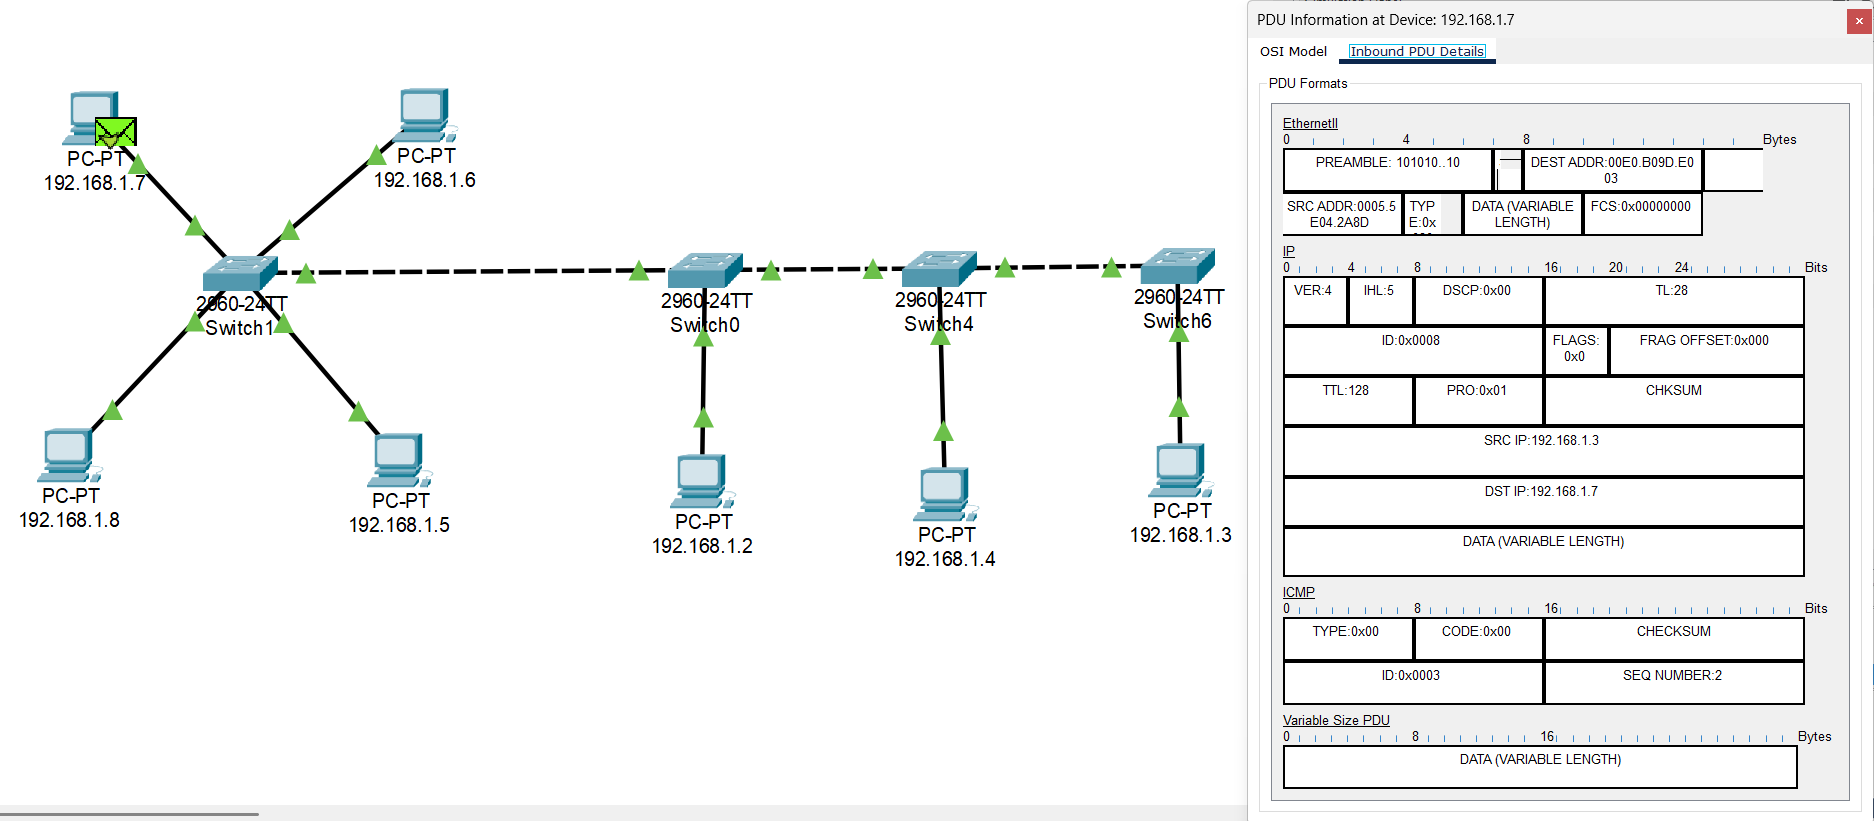 PC-PT
192.168.1.7
PC-PT
192.168.1.6
2960-24TT
Switch1
2960-24TT
Switch0
2960-24TT
Switch4
2960-24TT
Switch6
PC-PT
192.168.1.8
PC-PT
192.168.1.5
PC-PT
192.168.1.2
PC-PT
192.168.1.4
PC-PT
192.168.1.3
PDU Information at Device: 192.168.1.7
OSI Model
Inbound PDU Details
PDU Formats
EthernetII
0 4 8 Bytes
PREAMBLE: 101010..10
DEST ADDR:00E0.B09D.E0
03
SRC ADDR:0005.5
E04.2A8D
TYP
E:0x
DATA (VARIABLE
LENGTH)
FCS:0x00000000
IP
0 4 8 16 20 24 Bits
VER:4 IHL:5 DSCP:0x00 TL:28
ID:0x0008
FLAGS:
0x0
FRAG OFFSET:0x000
TTL:128 PRO:0x01 CHKSUM
SRC IP:192.168.1.3
DST IP:192.168.1.7
DATA (VARIABLE LENGTH)
ICMP
0 8 16 Bits
TYPE:0x00 CODE:0x00 CHECKSUM
ID:0x0003 SEQ NUMBER:2
Variable Size PDU
0 8 16 Bytes
DATA (VARIABLE LENGTH)